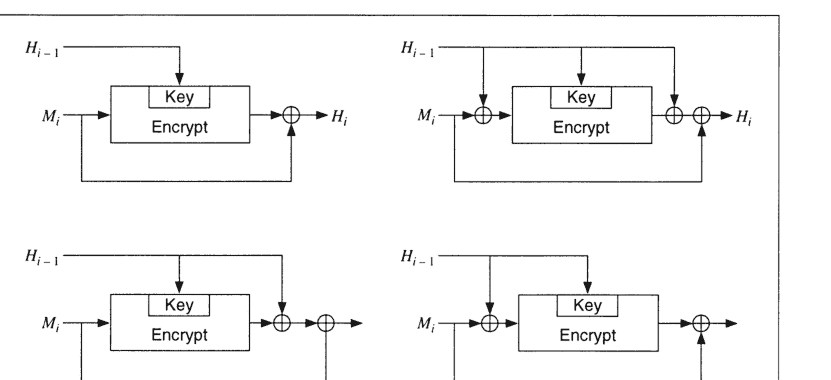 H_{i-1}
Key
M_i
Encrypt
H_i
H_{i-1}
Key
M_i
Encrypt
H_i
H_{i-1}
Key
M_i
Encrypt
H_{i-1}
Key
M_i
Encrypt